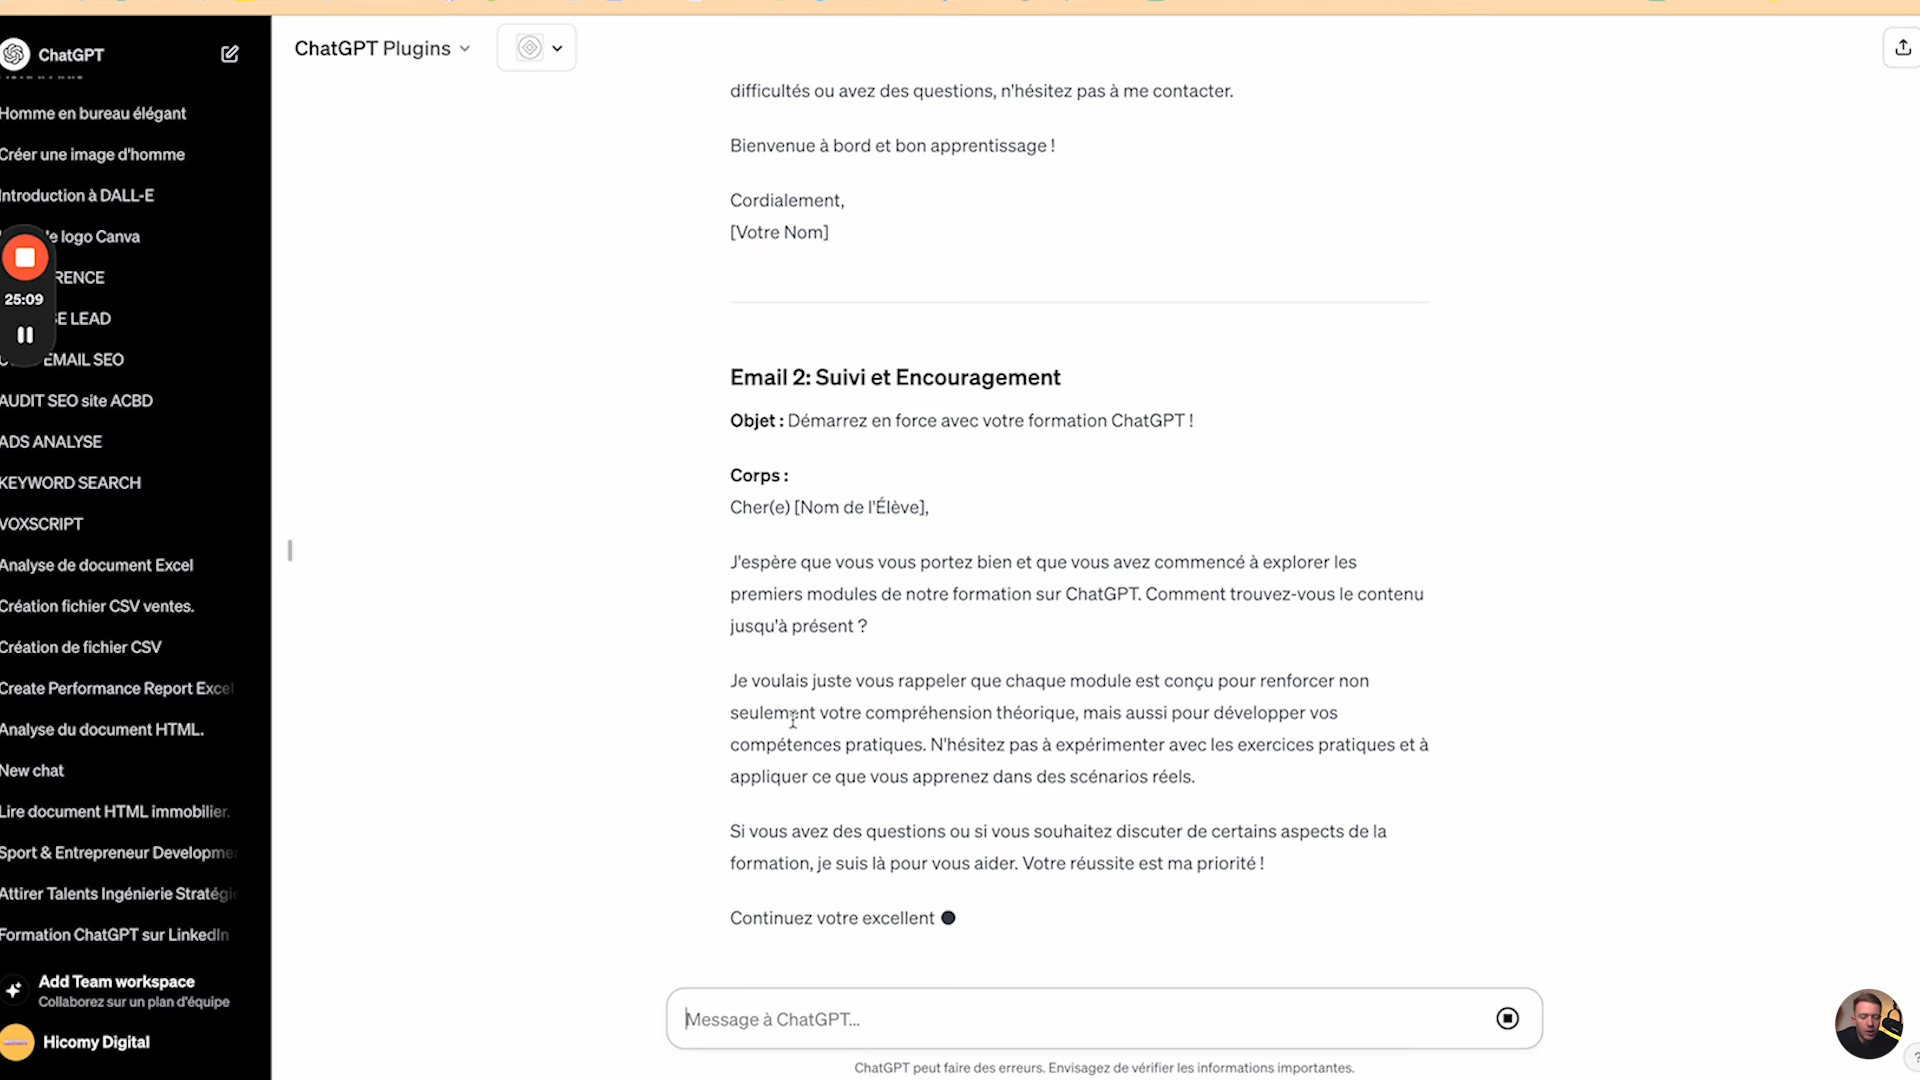 ChatGPT
Homme en bureau élégant
Créer une image d'homme
Introduction à DALL-E
logo Canva
25:09
LEAD
EMAIL SEO
AUDIT SEO site ACBD
ADS ANALYSE
KEYWORD SEARCH
VOXSCRIPT
Analyse de document Excel
Création fichier CSV ventes.
Création de fichier CSV
Create Performance Report Excel
Analyse du document HTML.
New chat
Lire document HTML immobilier.
Sport & Entrepreneur
Attirer Talents Ingénierie
Formation ChatGPT sur LinkedIn
Add Team workspace
Collaborez sur un plan d'équipe
Hicomy Digital
ChatGPT Plugins
difficultés ou avez des questions, n'hésitez pas à me contacter.
Bienvenue à bord et bon apprentissage !
Cordialement,
[Votre Nom]
Email 2: Suivi et Encouragement
Objet : Démarrez en force avec votre formation ChatGPT !
Corps :
Cher(e) [Nom de l'Élève],
J'espère que vous vous portez bien et que vous avez commencé à explorer les
premiers modules de notre formation sur ChatGPT. Comment trouvez-vous le contenu
jusqu'à présent ?
Je voulais juste vous rappeler que chaque module est conçu pour renforcer non
seulement votre compréhension théorique, mais aussi pour développer vos
compétences pratiques. N'hésitez pas à expérimenter avec les exercices pratiques et à
appliquer ce que vous apprenez dans des scénarios réels.
Si vous avez des questions ou si vous souhaitez discuter de certains aspects de la
formation, je suis là pour vous aider. Votre réussite est ma priorité !
Continuez votre excellent
Message à ChatGPT...
ChatGPT peut faire des erreurs. Envisagez de vérifier les informations importantes.
?